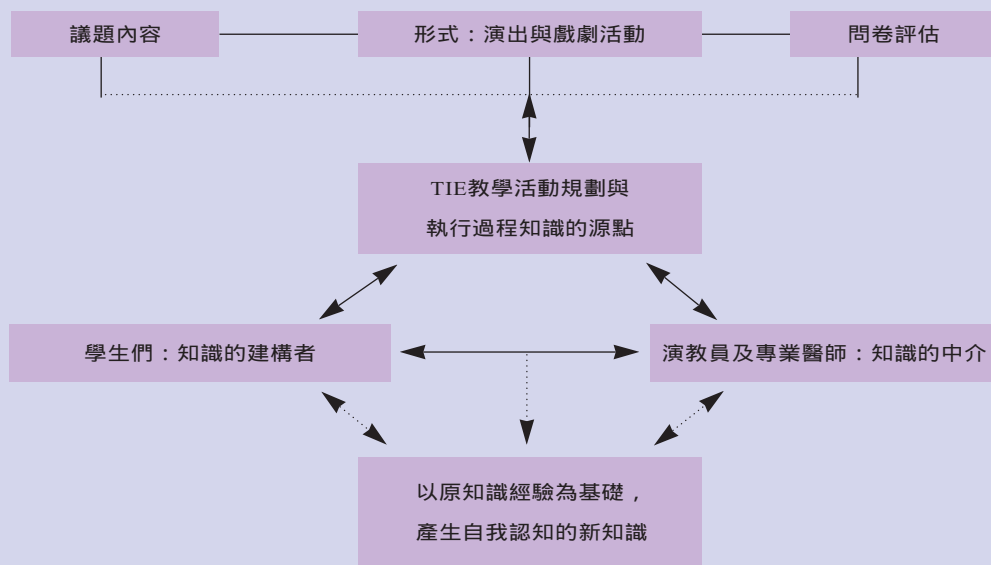 議題內容
形式：演出與戲劇活動
問卷評估
TIE教學活動規劃與
執行過程知識的源點
學生們：知識的建構者
演教員及專業醫師：知識的中介
以原知識經驗為基礎，
產生自我認知的新知識